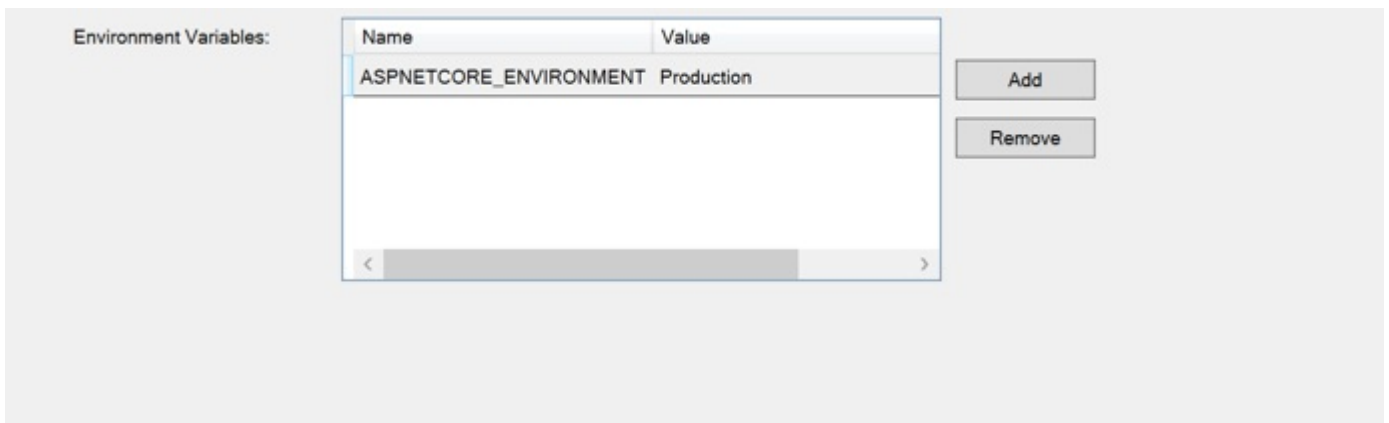 Environment Variables: Name Value
ASPNETCORE_ENVIRONMENT Production
Add
Remove